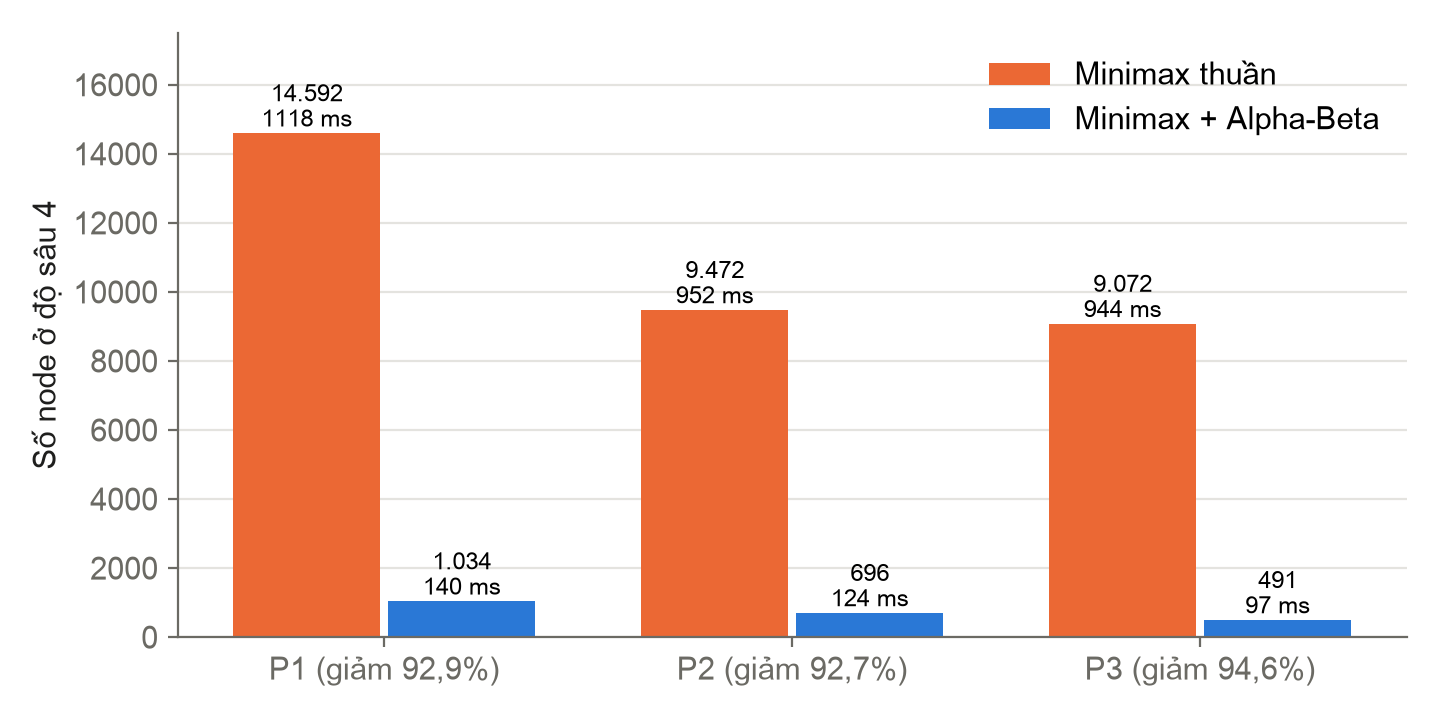 Minimax thuần
Minimax + Alpha-Beta
Số node ở độ sâu 4
16000
14000
12000
10000
8000
6000
4000
2000
0
14.592
1118 ms
1.034
140 ms
9.472
952 ms
696
124 ms
9.072
944 ms
491
97 ms
P1 (giảm 92,9%)
P2 (giảm 92,7%)
P3 (giảm 94,6%)